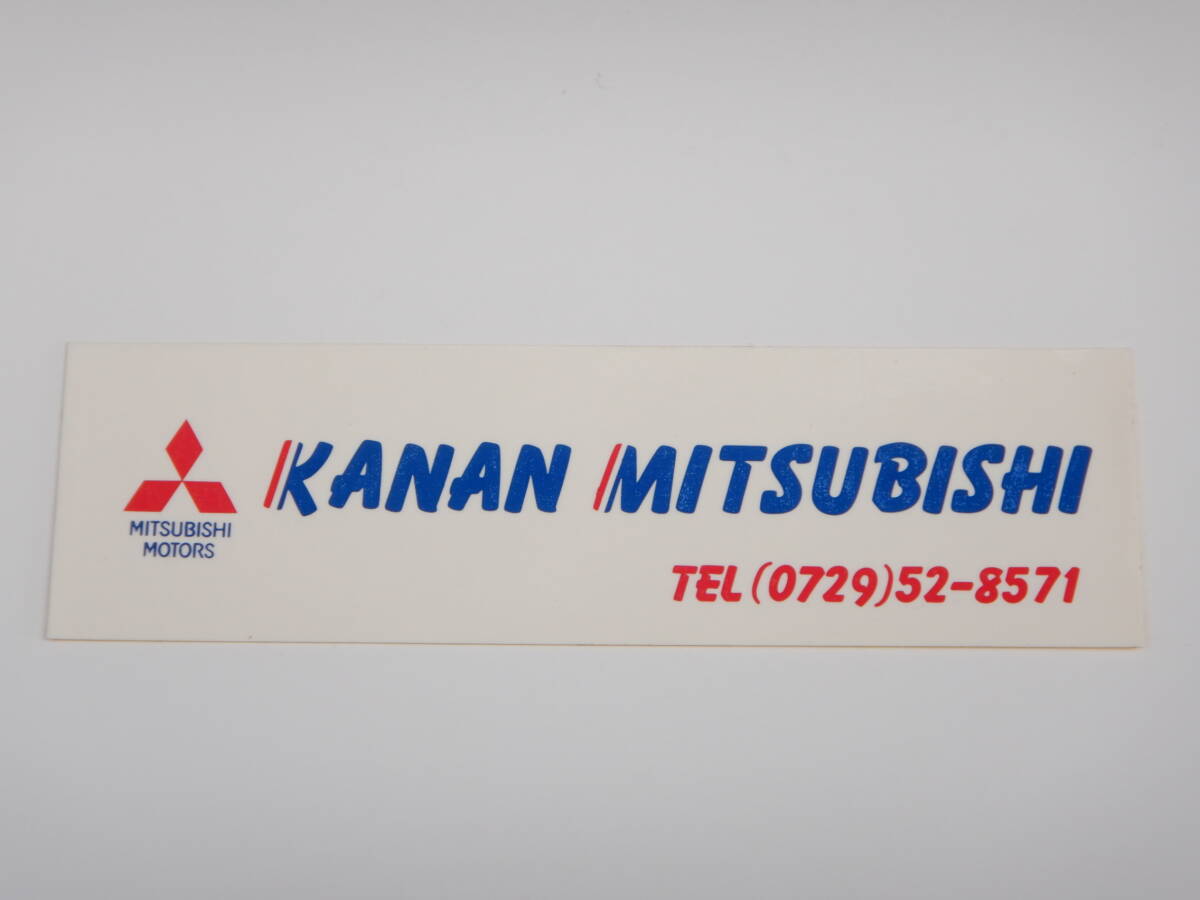 MITSUBISHI
MOTORS
KANAN MITSUBISHI
TEL (0729)52-8571